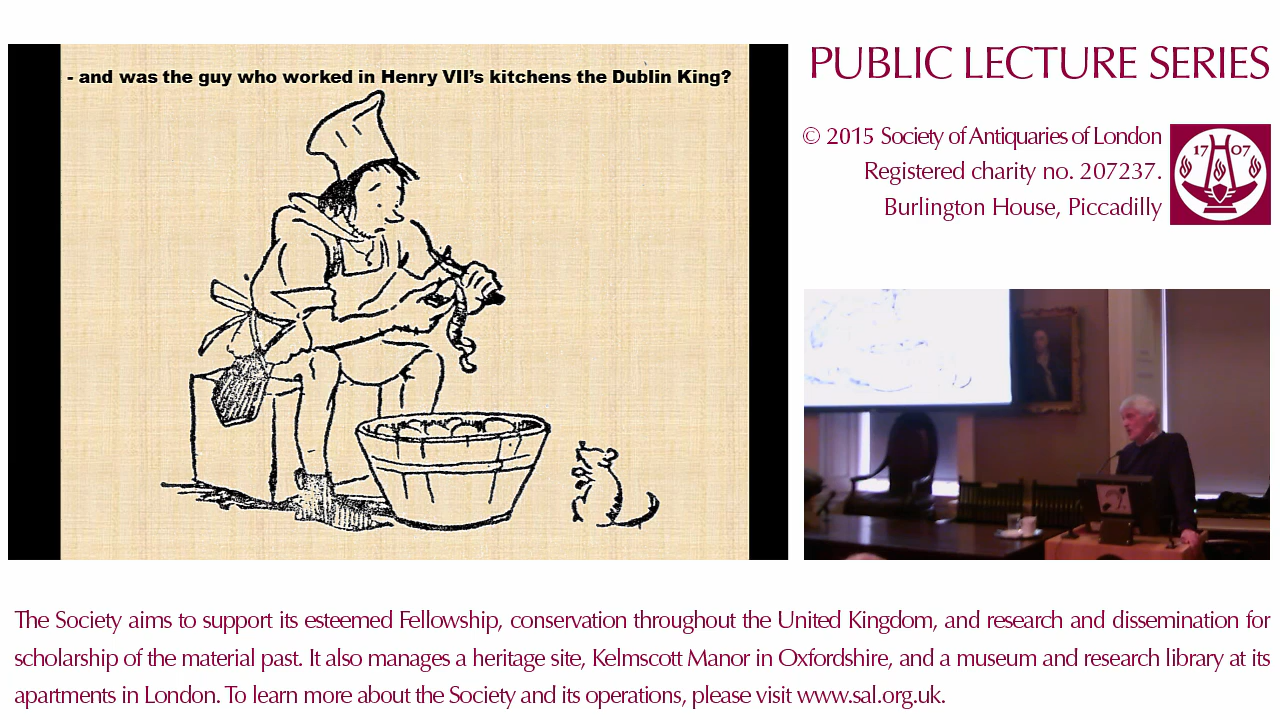 - and was the guy who worked in Henry VII's kitchens the Dublin King?
PUBLIC LECTURE SERIES
© 2015 Society of Antiquaries of London
Registered charity no. 207237.
Burlington House, Piccadilly
17 07
The Society aims to support its esteemed Fellowship, conservation throughout the United Kingdom, and research and dissemination for
scholarship of the material past. It also manages a heritage site, Kelmscott Manor in Oxfordshire, and a museum and research library at its
apartments in London. To learn more about the Society and its operations, please visit www.sal.org.uk.